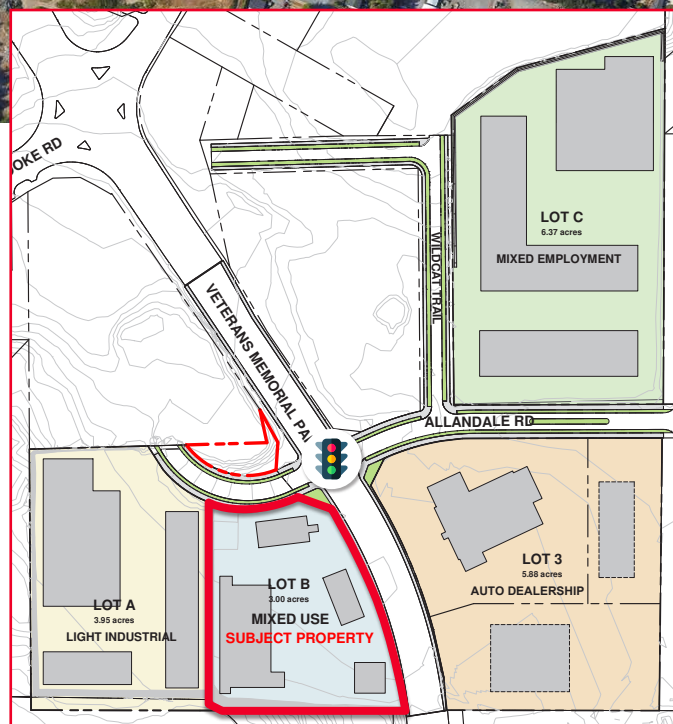 OKE RD
VETERANS MEMORIAL PA
WILDCAT TRAIL
ALLANDALE RD
LOT C
6.37 acres
MIXED EMPLOYMENT
LOT A
3.95 acres
LIGHT INDUSTRIAL
LOT B
3.00 acres
MIXED USE
SUBJECT PROPERTY
LOT 3
5.88 acres
AUTO DEALERSHIP